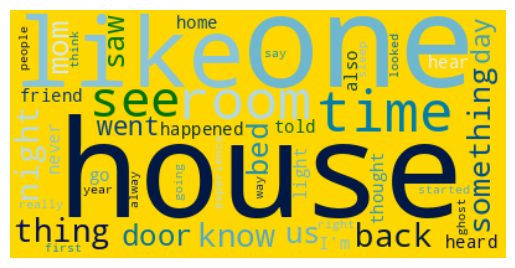 people
mom
think
like
saw
home
one
say
also
sleep
looked
hear
day
friend
see
room
time
something
night
never
went
happened
told
bed
house
go
year
alway
going
experience
way
light
thought
started
ghost
really
thing
first
door
know
us
right
I'm
back
heard